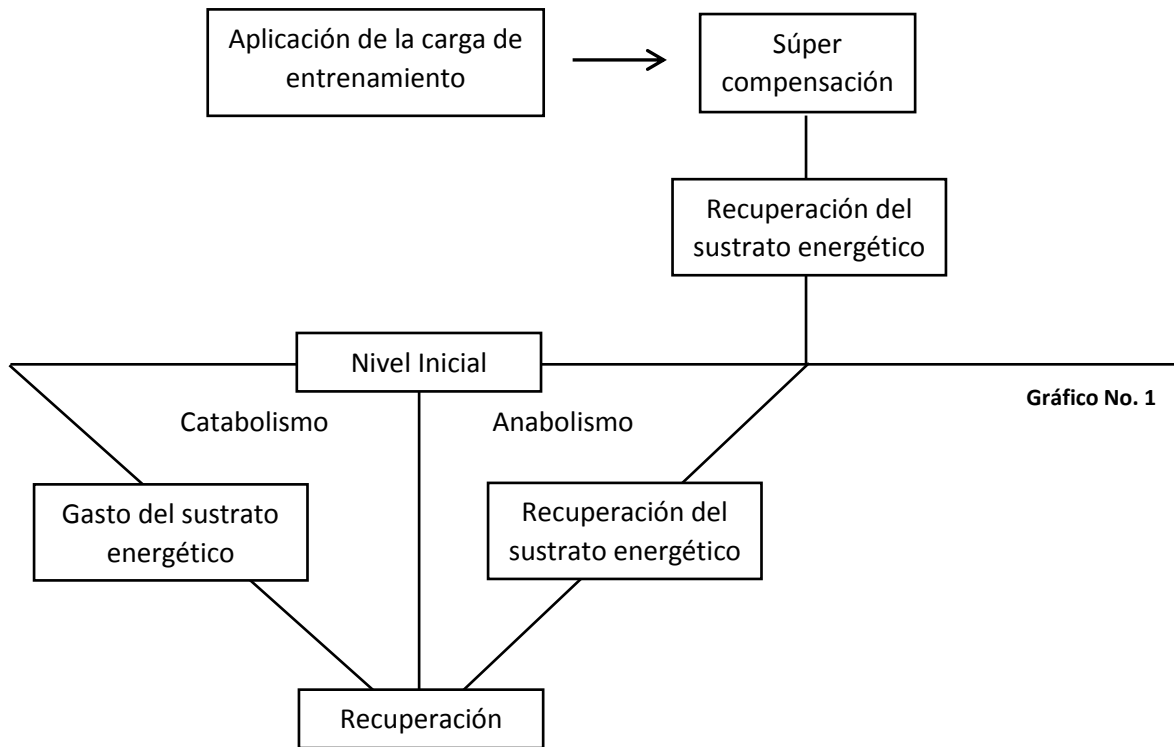 Aplicación de la carga de
entrenamiento
Súper
compensación
Recuperación del
sustrato energético
Nivel Inicial
Gráfico No. 1
Catabolismo
Anabolismo
Gasto del sustrato
energético
Recuperación del
sustrato energético
Recuperación